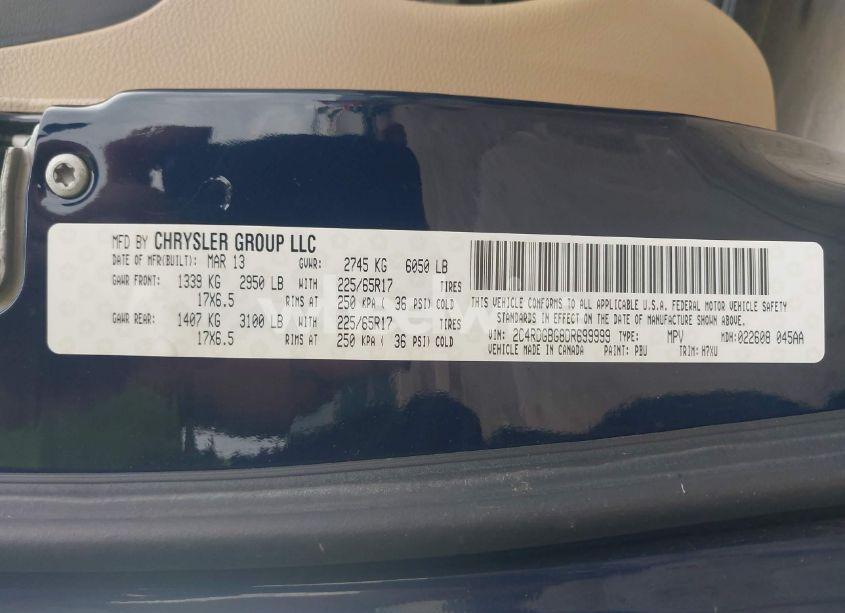 MFD BY CHRYSLER GROUP LLC
DATE OF MFR(BUILT): MAR 13 GVWR: 2745 KG 6050 LB
GAWR FRONT: 1339 KG 2950 LB WITH 225/65R17 TIRES
17X6.5 RIMS AT 250 KPA ( 36 PSI) COLD
GAWR REAR: 1407 KG 3100 LB WITH 225/65R17 TIRES
17X6.5 RIMS AT 250 KPA ( 36 PSI) COLD
THIS VEHICLE CONFORMS TO ALL APPLICABLE U.S.A. FEDERAL MOTOR VEHICLE SAFETY
STANDARDS IN EFFECT ON THE DATE OF MANUFACTURE SHOWN ABOVE.
VIN: 2C4RDGBG8DR699999 TYPE: MPV MDH:022608 045AA
VEHICLE MADE IN CANADA PAINT: PBU TRIM: H7XU